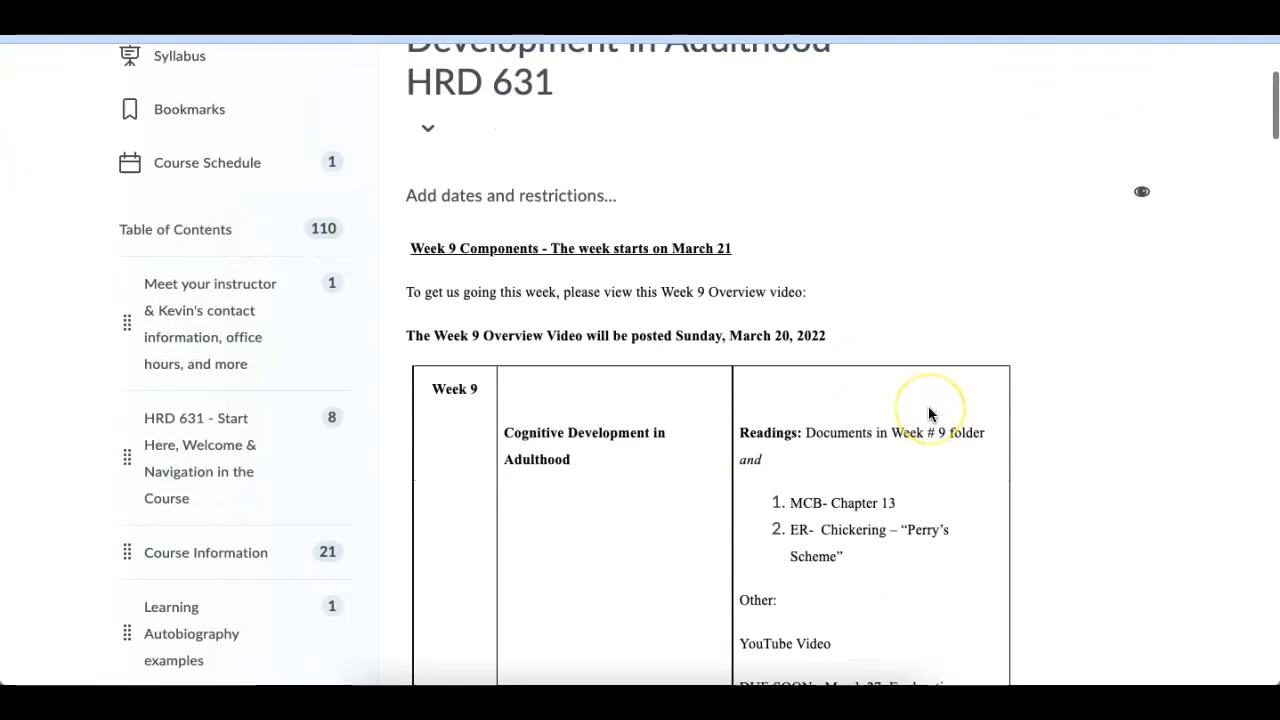 Syllabus
Bookmarks
Course Schedule 1
Table of Contents 110
Meet your instructor 1
& Kevin's contact
information, office
hours, and more
HRD 631 - Start 8
Here, Welcome &
Navigation in the
Course
Course Information 21
Learning 1
Autobiography
examples
Development in Adulthood
HRD 631
Add dates and restrictions...
Week 9 Components - The week starts on March 21
To get us going this week, please view this Week 9 Overview video:
The Week 9 Overview Video will be posted Sunday, March 20, 2022
Week 9
Cognitive Development in
Adulthood
Readings: Documents in Week # 9 folder
and
1. MCB- Chapter 13
2. ER- Chickering – “Perry’s
Scheme”
Other:
YouTube Video